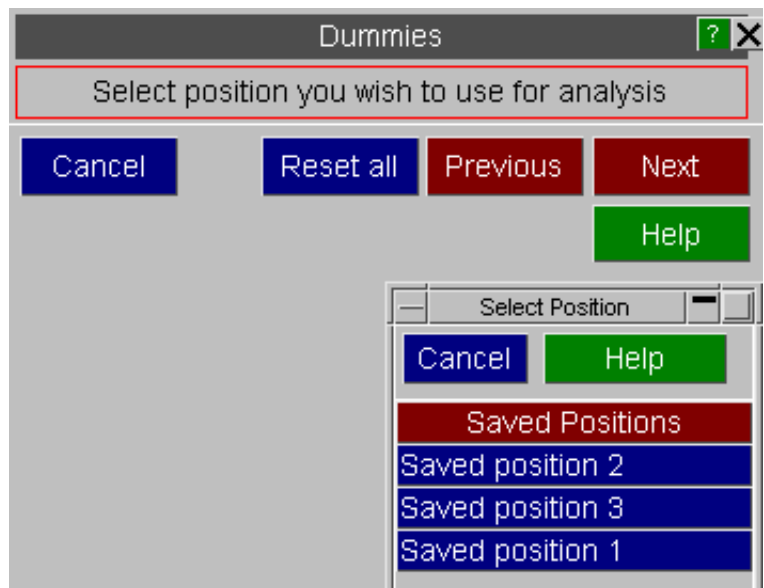 Dummies
?
Select position you wish to use for analysis
Cancel
Reset all
Previous
Next
Help
Select Position
Cancel
Help
Saved Positions
Saved position 2
Saved position 3
Saved position 1